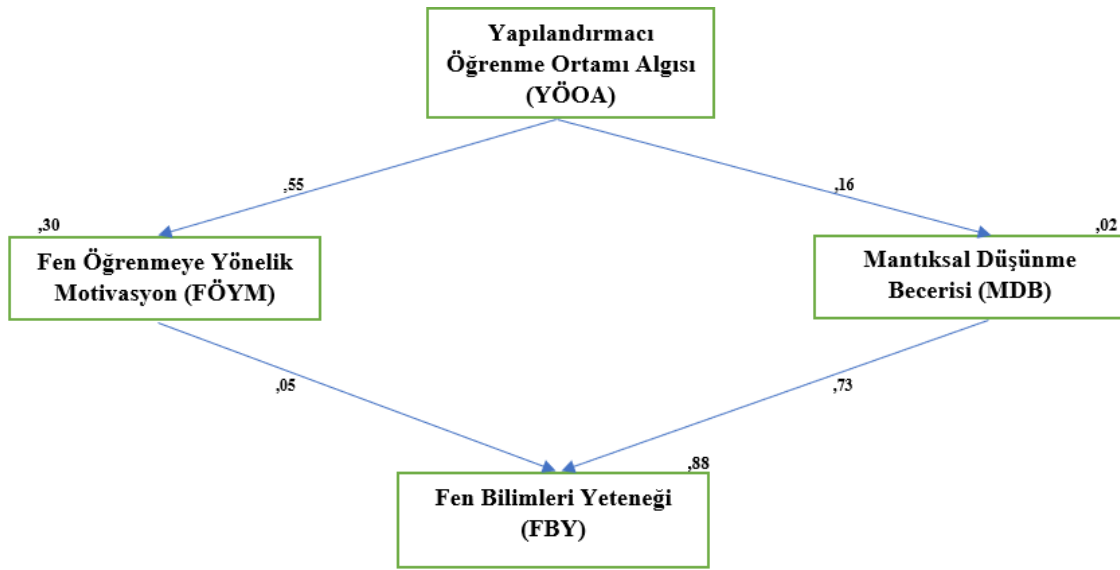 Yapılandırmacı
Öğrenme Ortamı Algısı
(YÖOA)
,55
,16
,30
,02
Fen Öğrenmeye Yönelik
Motivasyon (FÖYM)
Mantıksal Düşünme
Becerisi (MDB)
,05
,73
,88
Fen Bilimleri Yeteneği
(FBY)